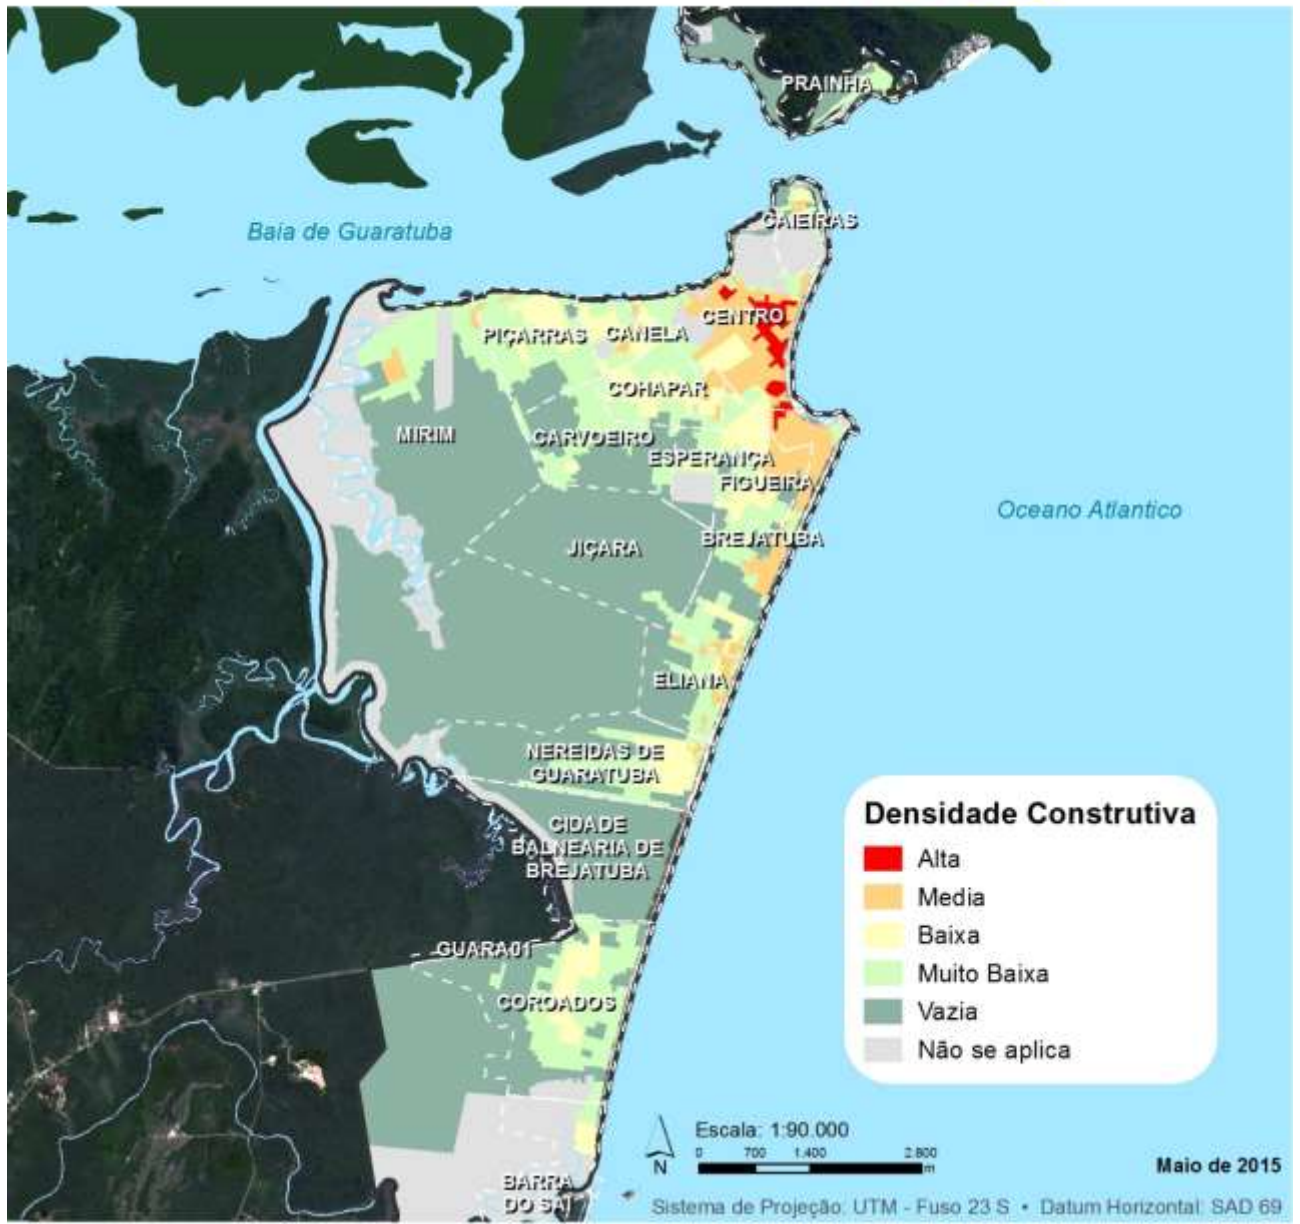 PRAINHA
CAIEIRAS
Baia de Guaratuba
CENTRO
PIÇARRAS
CANELA
COHAPAR
MIRIM
CARVOEIRO
ESPERANÇA
FIGUEIRA
Oceano Atlantico
BREJATUBA
JIÇARA
ELIANA
NEREIDAS DE
GUARATUBA
CIDADE
BALNEARIA DE
BREJATUBA
GUARA01
COROADOS
BARRA
DO SAI
Densidade Construtiva
Alta
Media
Baixa
Muito Baixa
Vazia
Não se aplica
Escala: 1:90.000
0 700 1.400 2.800
m
N
Maio de 2015
Sistema de Projeção: UTM - Fuso 23 S • Datum Horizontal: SAD 69